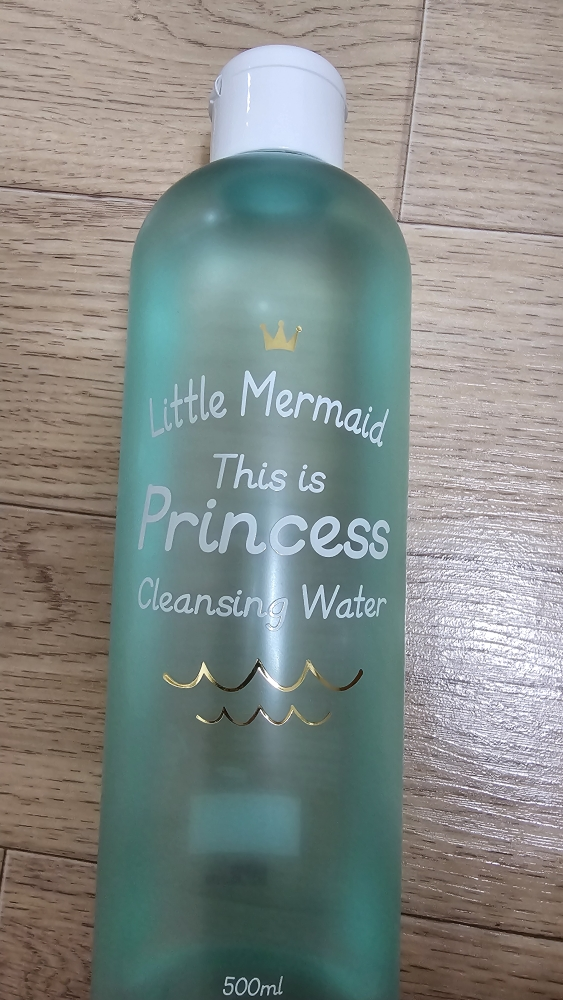 Little Mermaid
This is
Princess
Cleansing Water
500ml